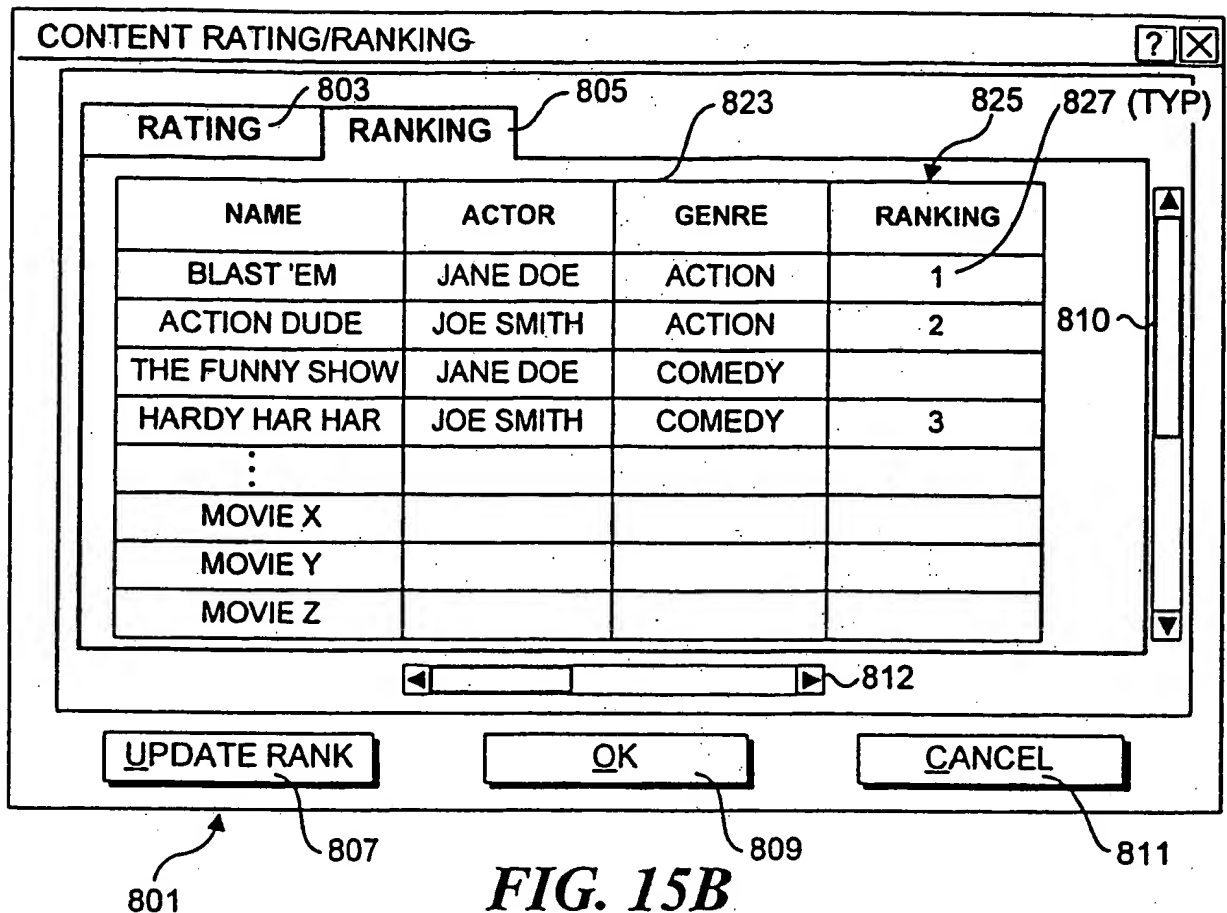 CONTENT RATING/RANKING ? X
803 805 823 825 827 (TYP)
RATING RANKING
NAME ACTOR GENRE RANKING
BLAST 'EM JANE DOE ACTION 1
ACTION DUDE JOE SMITH ACTION 2
810
THE FUNNY SHOW JANE DOE COMEDY
HARDY HAR HAR JOE SMITH COMEDY 3
⋮
MOVIE X
MOVIE Y
MOVIE Z
812
UPDATE RANK OK CANCEL
801 807 809 811
FIG. 15B